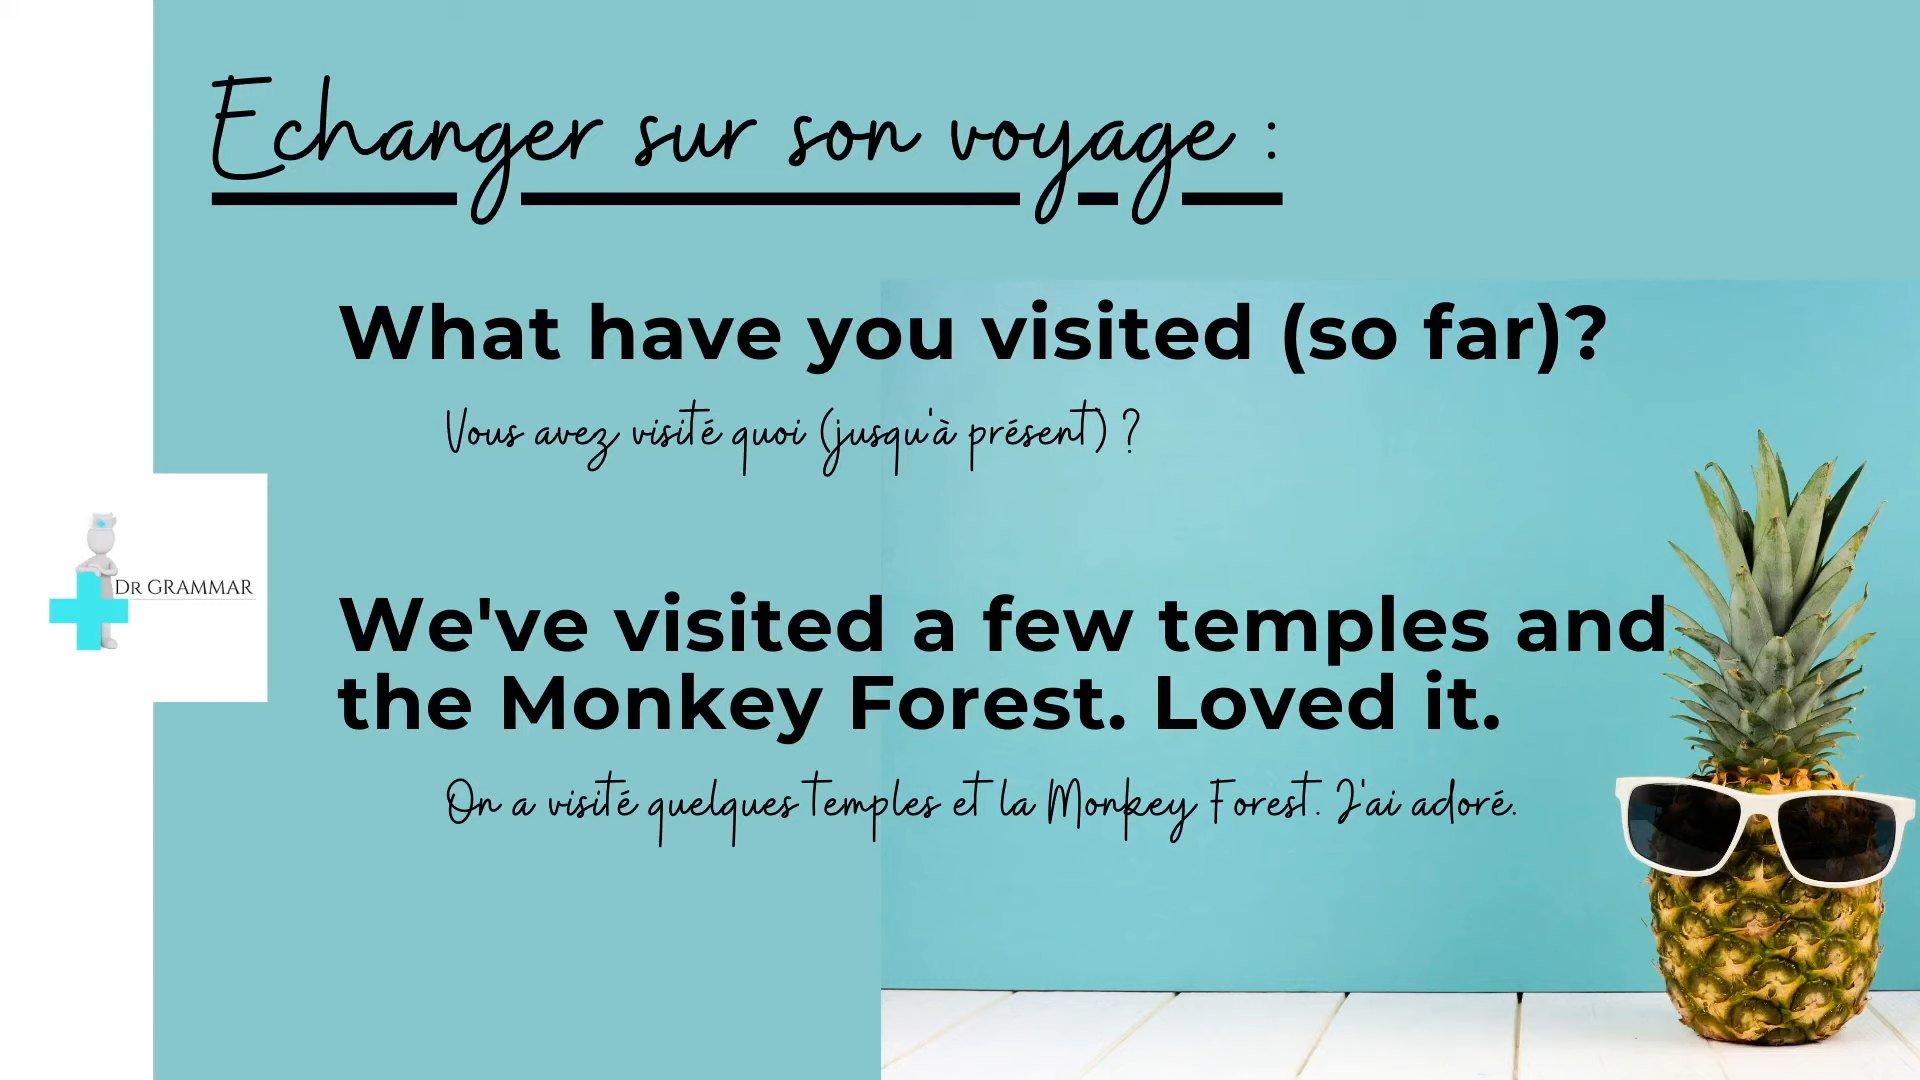 Echanger sur son voyage :
What have you visited (so far)?
Vous avez visité quoi (jusqu'à présent) ?
DR GRAMMAR
We've visited a few temples and
the Monkey Forest. Loved it.
On a visité quelques temples et la Monkey Forest. J'ai adoré.